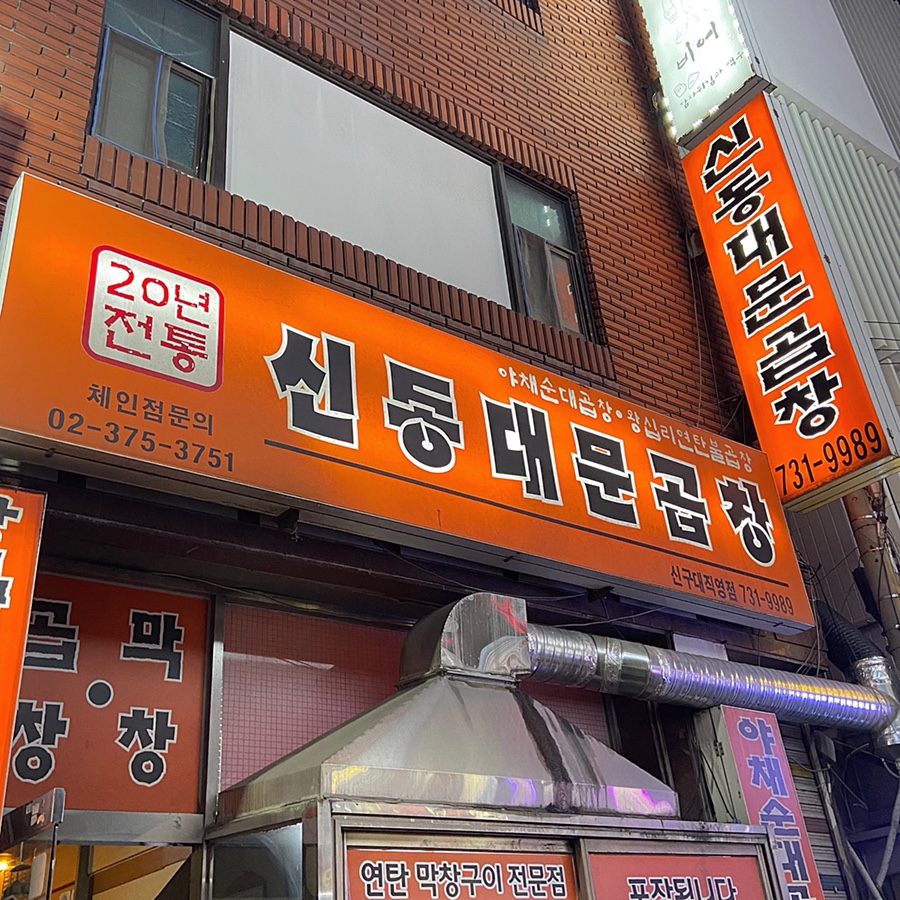 비어
신동대문곱창
731-9989
20년
전통
체인점문의
02-375-3751
야채순대곱창•왕십리연탄불곱창
신동대문곱창
신구대직영점 731-9989
곱창•막창
야채순대
연탄 막창구이 전문점
포장됩니다